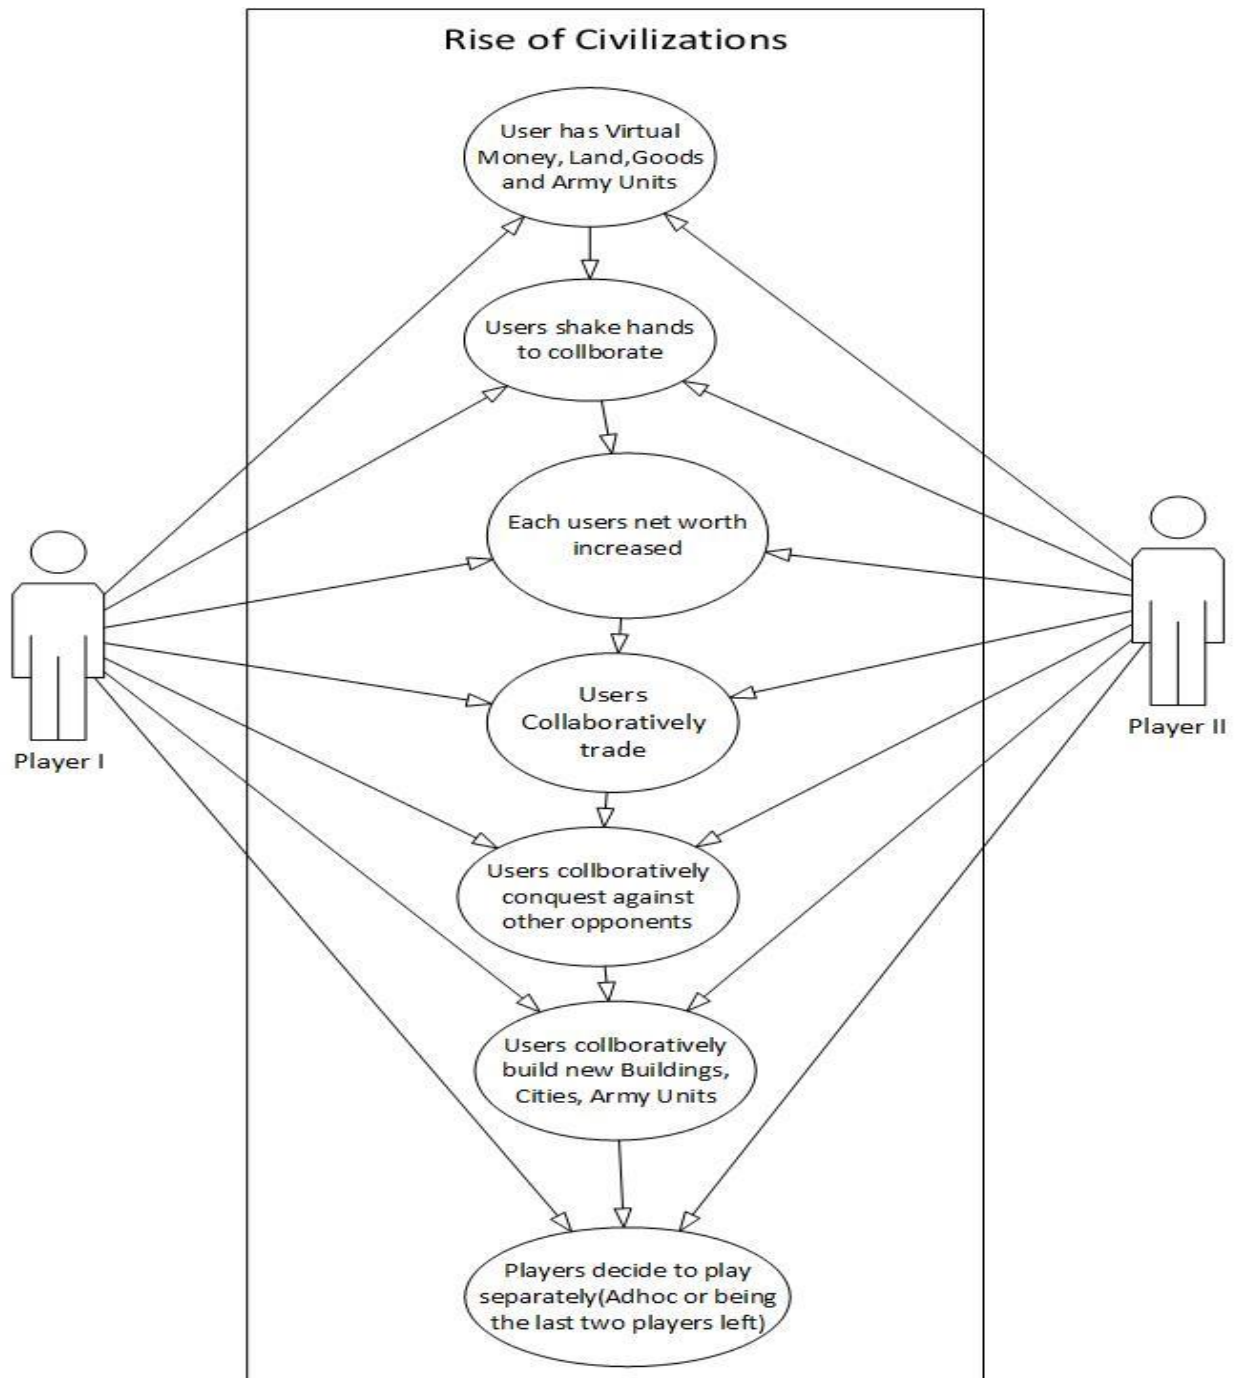 Rise of Civilizations
User has Virtual
Money, Land,Goods
and Army Units
Users shake hands
to collborate
Each users net worth
increased
Users
Collaboratively
trade
Player I
Player II
Users collboratively
conquest against
other opponents
Users collboratively
build new Buildings,
Cities, Army Units
Players decide to play
separately(Adhoc or being
the last two players left)